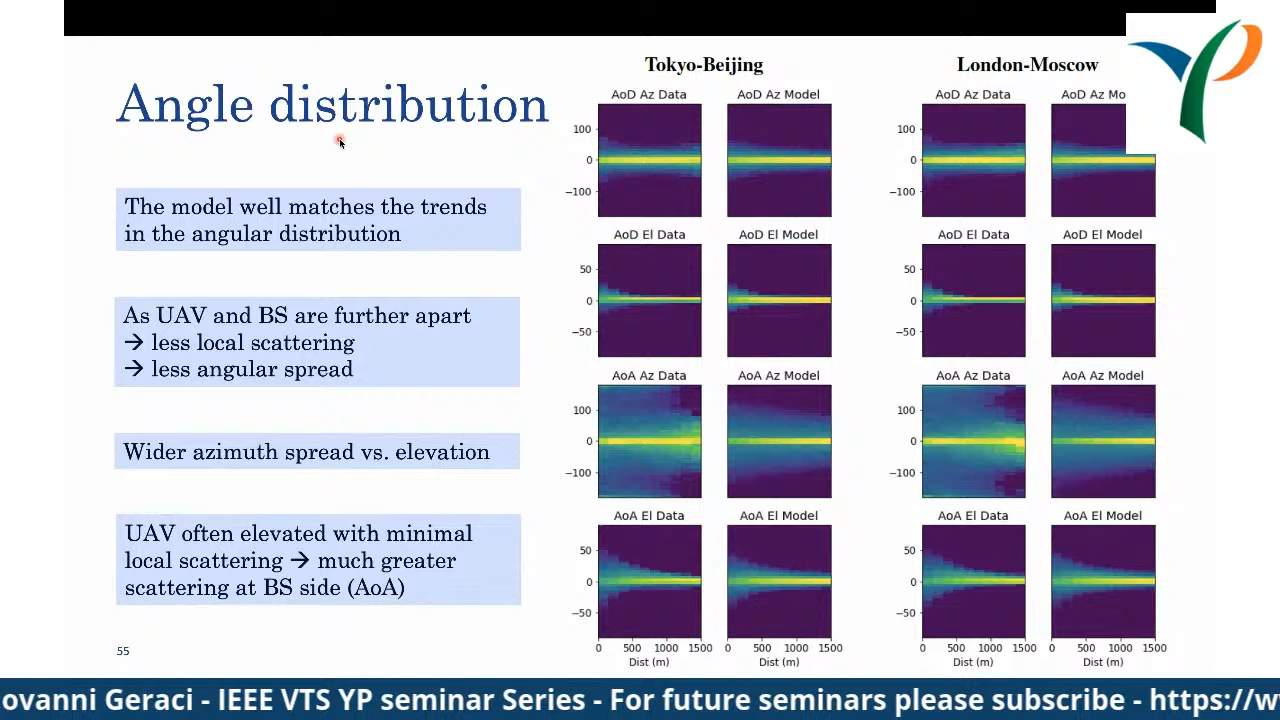 Angle distribution
The model well matches the trends
in the angular distribution
As UAV and BS are further apart
→ less local scattering
→ less angular spread
Wider azimuth spread vs. elevation
UAV often elevated with minimal
local scattering → much greater
scattering at BS side (AoA)
55
Tokyo-Beijing
London-Moscow
AoD Az Data
AoD Az Model
AoD Az Data
AoD Az Mo
100
0
−100
100
0
−100
AoD El Data
AoD El Model
AoD El Data
AoD El Model
50
0
−50
50
0
−50
AoA Az Data
AoA Az Model
AoA Az Data
AoA Az Model
100
0
−100
100
0
−100
AoA El Data
AoA El Model
AoA El Data
AoA El Model
50
0
−50
50
0
−50
0 500 1000 1500
0 500 1000 1500
0 500 1000 1500
0 500 1000 1500
Dist (m)
Dist (m)
Dist (m)
Dist (m)
ovanni Geraci - IEEE VTS YP seminar Series - For future seminars please subscribe - https://w